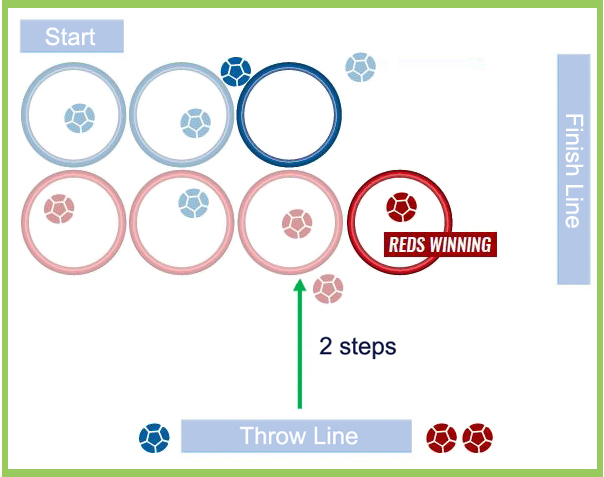 Start
Finish Line
REDS WINNING
2 steps
Throw Line